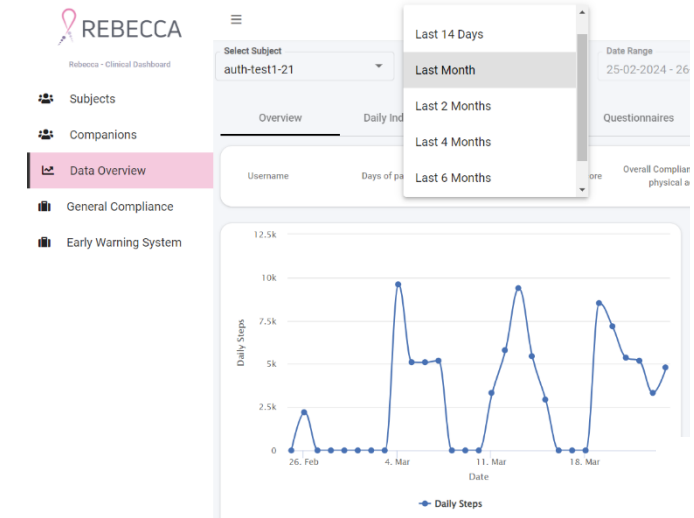 REBECCA
Rebecca - Clinical Dashboard
Subjects
Companions
Data Overview
General Compliance
Early Warning System
Select Subject
auth-test1-21
Last 14 Days
Last Month
Last 2 Months
Last 4 Months
Last 6 Months
Date Range
25-02-2024 - 26
Overview
Daily Ind
Questionnaires
Username
Days of pa
ore
Overall Complian
physical a
12.5k
10k
7.5k
5k
2.5k
0
Daily Steps
26. Feb
4. Mar
11. Mar
18. Mar
Date
Daily Steps